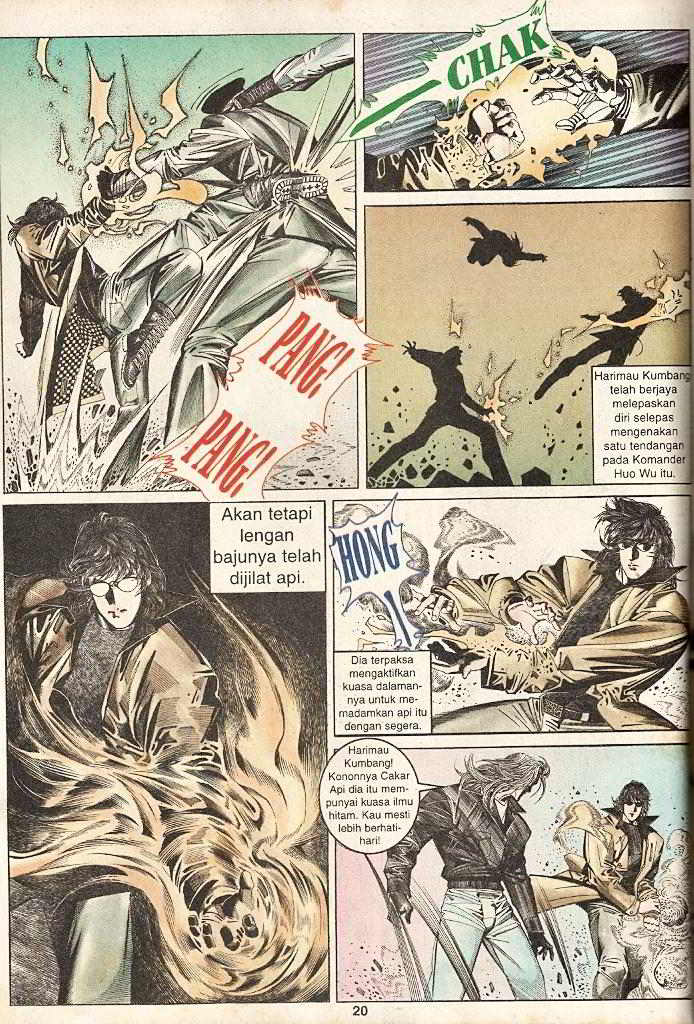 CHAK
PANG!
PANG!
Harimau Kumbang
telah berjaya
melepaskan
diri selepas
mengenakan
satu tendangan
pada Komander
Huo Wu itu.
Akan tetapi
lengan
bajunya telah
dijilat api.
HONG
!
Dia terpaksa
mengaktifkan
kuasa dalaman-
nya untuk me-
madamkan api itu
dengan segera.
Harimau
Kumbang!
Kononnya Cakar
Api dia itu mem-
punyai kuasa ilmu
hitam. Kau mesti
lebih berhati-
hari!
20